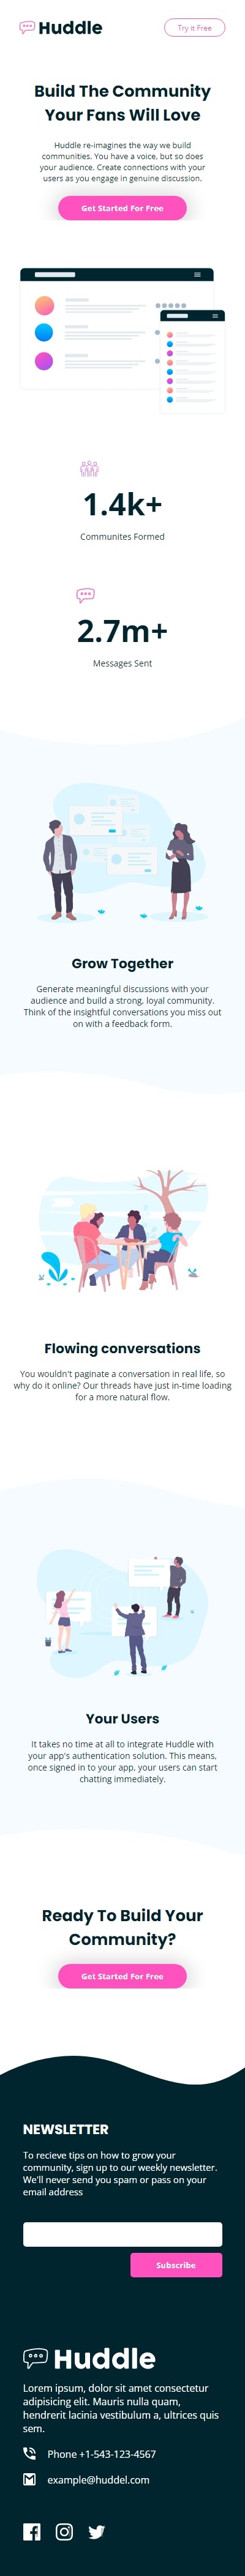 Huddle
Try it Free
Build The Community
Your Fans Will Love
Huddle re-imagines the way we build
communities. You have a voice, but so does
your audience. Create connections with your
users as you engage in genuine discussion.
Get Started For Free
1.4k+
Communites Formed
2.7m+
Messages Sent
Grow Together
Generate meaningful discussions with your
audience and build a strong, loyal community.
Think of the insightful conversations you miss out
on with a feedback form.
Flowing conversations
You wouldn't paginate a conversation in real life, so
why do it online? Our threads have just in-time loading
for a more natural flow.
Your Users
It takes no time at all to integrate Huddle with
your app's authentication solution. This means,
once signed in to your app, your users can start
chatting immediately.
Ready To Build Your
Community?
Get Started For Free
NEWSLETTER
To recieve tips on how to grow your
community, sign up to our weekly newsletter.
We'll never send you spam or pass on your
email address
Subscribe
Huddle
Lorem ipsum, dolor sit amet consectetur
adipisicing elit. Mauris nulla quam,
hendrerit lacinia vestibulum a, ultrices quis
sem.
Phone +1-543-123-4567
example@huddel.com